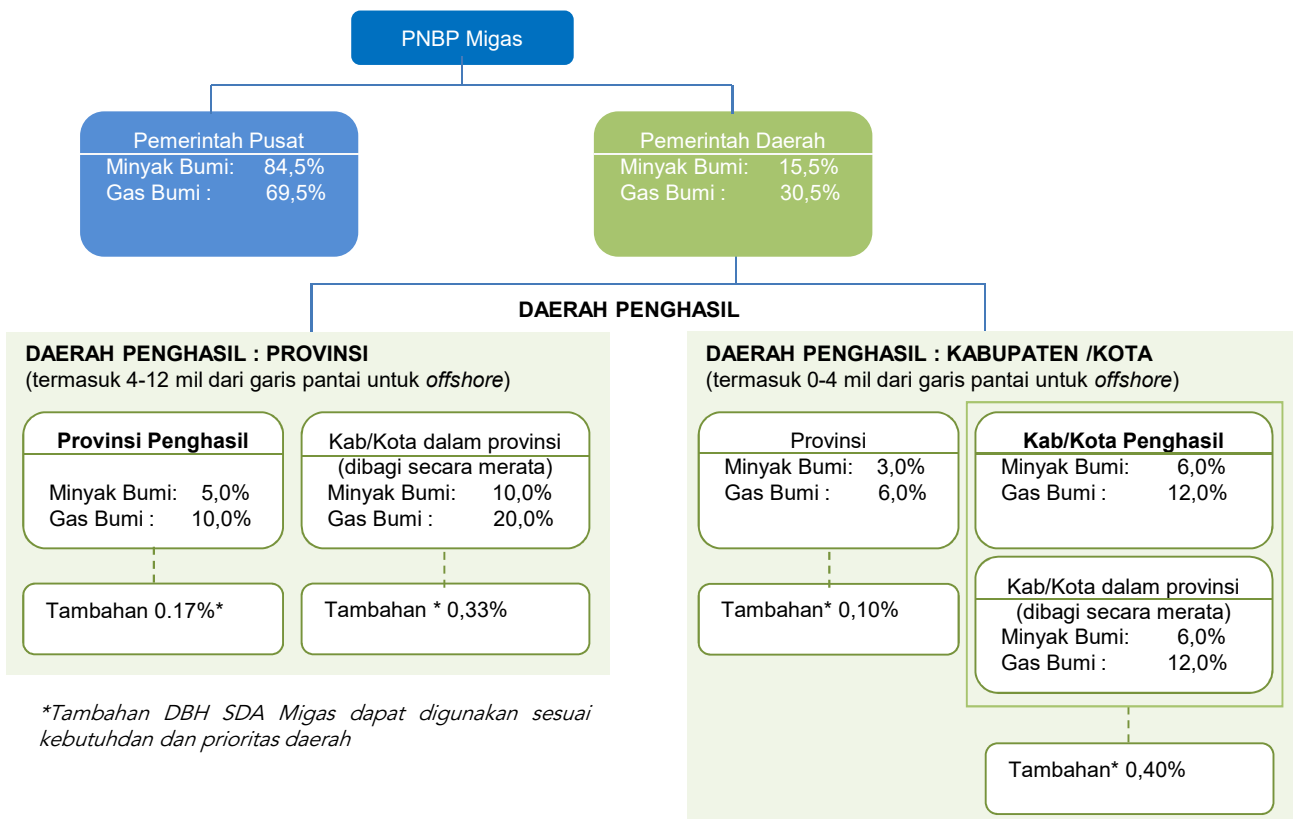 PNBP Migas
Pemerintah Pusat
Minyak Bumi: 84,5%
Gas Bumi : 69,5%
Pemerintah Daerah
Minyak Bumi: 15,5%
Gas Bumi : 30,5%
DAERAH PENGHASIL
DAERAH PENGHASIL : PROVINSI
(termasuk 4-12 mil dari garis pantai untuk offshore)
Provinsi Penghasil
Minyak Bumi: 5,0%
Gas Bumi : 10,0%
Tambahan 0.17%*
Kab/Kota dalam provinsi
(dibagi secara merata)
Minyak Bumi: 10,0%
Gas Bumi : 20,0%
Tambahan * 0,33%
*Tambahan DBH SDA Migas dapat digunakan sesuai
kebutuhdan dan prioritas daerah
DAERAH PENGHASIL : KABUPATEN /KOTA
(termasuk 0-4 mil dari garis pantai untuk offshore)
Provinsi
Minyak Bumi: 3,0%
Gas Bumi : 6,0%
Tambahan* 0,10%
Kab/Kota Penghasil
Minyak Bumi: 6,0%
Gas Bumi : 12,0%
Kab/Kota dalam provinsi
(dibagi secara merata)
Minyak Bumi: 6,0%
Gas Bumi : 12,0%
Tambahan* 0,40%